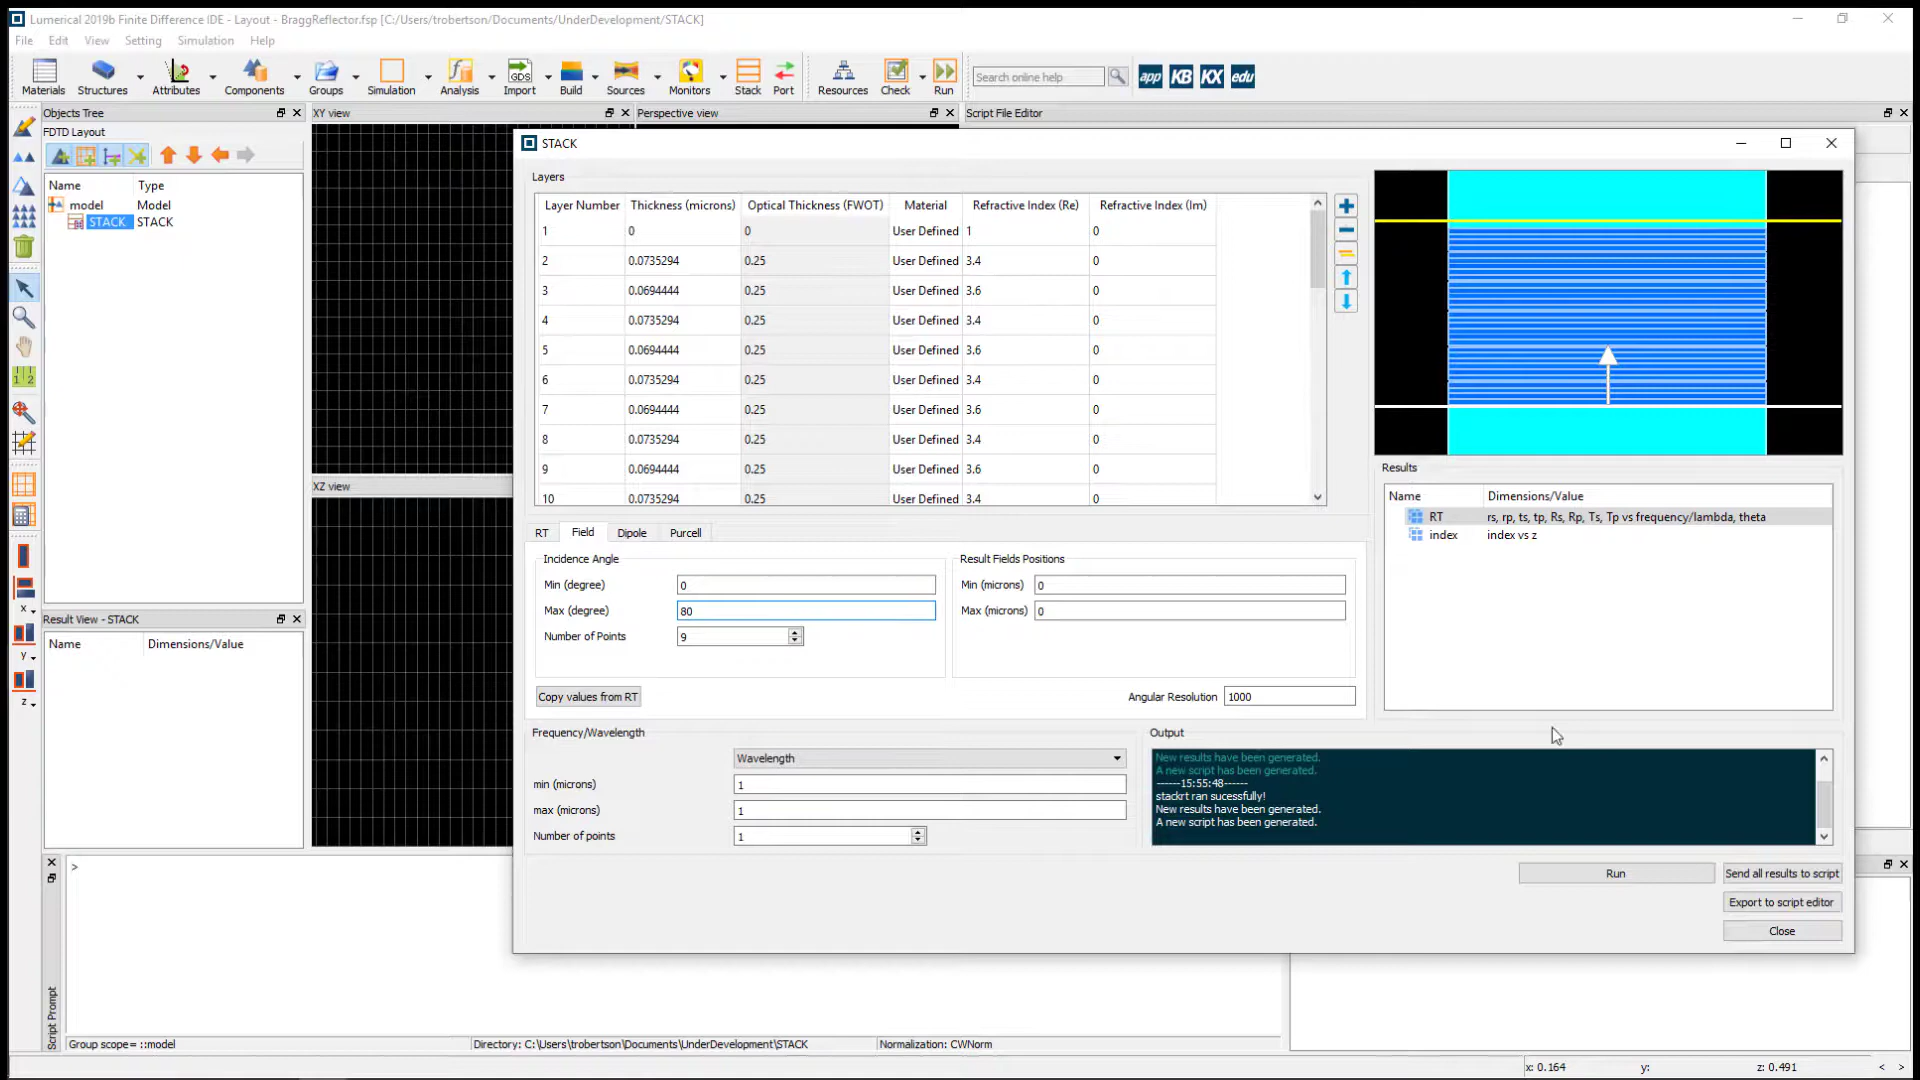 Lumerical 2019b Finite Difference IDE - Layout - BraggReflector.fsp [C:/Users/trobertson/Documents/UnderDevelopment/STACK]
File Edit View Setting Simulation Help
Materials Structures Attributes Components Groups Simulation Analysis Import Build Sources Monitors Stack Port Resources Check Run
GDS
Search online help
app KB KX edu
Objects Tree
FDTD Layout
Name Type
model Model
STACK STACK
XY view
Perspective view
Script File Editor
XZ view
1 2
x
y
z
Result View - STACK
Name Dimensions/Value
STACK
Layers
Layer Number Thickness (microns) Optical Thickness (FWOT) Material Refractive Index (Re) Refractive Index (Im)
1 0 0 User Defined 1 0
2 0.0735294 0.25 User Defined 3.4 0
3 0.0694444 0.25 User Defined 3.6 0
4 0.0735294 0.25 User Defined 3.4 0
5 0.0694444 0.25 User Defined 3.6 0
6 0.0735294 0.25 User Defined 3.4 0
7 0.0694444 0.25 User Defined 3.6 0
8 0.0735294 0.25 User Defined 3.4 0
9 0.0694444 0.25 User Defined 3.6 0
10 0.0735294 0.25 User Defined 3.4 0
RT Field Dipole Purcell
Incidence Angle
Min (degree) 0
Max (degree) 80
Number of Points 9
Result Fields Positions
Min (microns) 0
Max (microns) 0
Copy values from RT
Angular Resolution 1000
Results
Name Dimensions/Value
RT rs, rp, ts, tp, Rs, Rp, Ts, Tp vs frequency/lambda, theta
index index vs z
Frequency/Wavelength
Wavelength
min (microns) 1
max (microns) 1
Number of points 1
Output
New results have been generated.
A new script has been generated.
------15:55:48------
stackrt ran sucessfully!
New results have been generated.
A new script has been generated.
Run
Send all results to script
Export to script editor
Close
>
Script Prompt
Group scope= ::model
Directory: C:\Users\trobertson\Documents\UnderDevelopment\STACK
Normalization: CWNorm
x: 0.164 y: z: 0.491